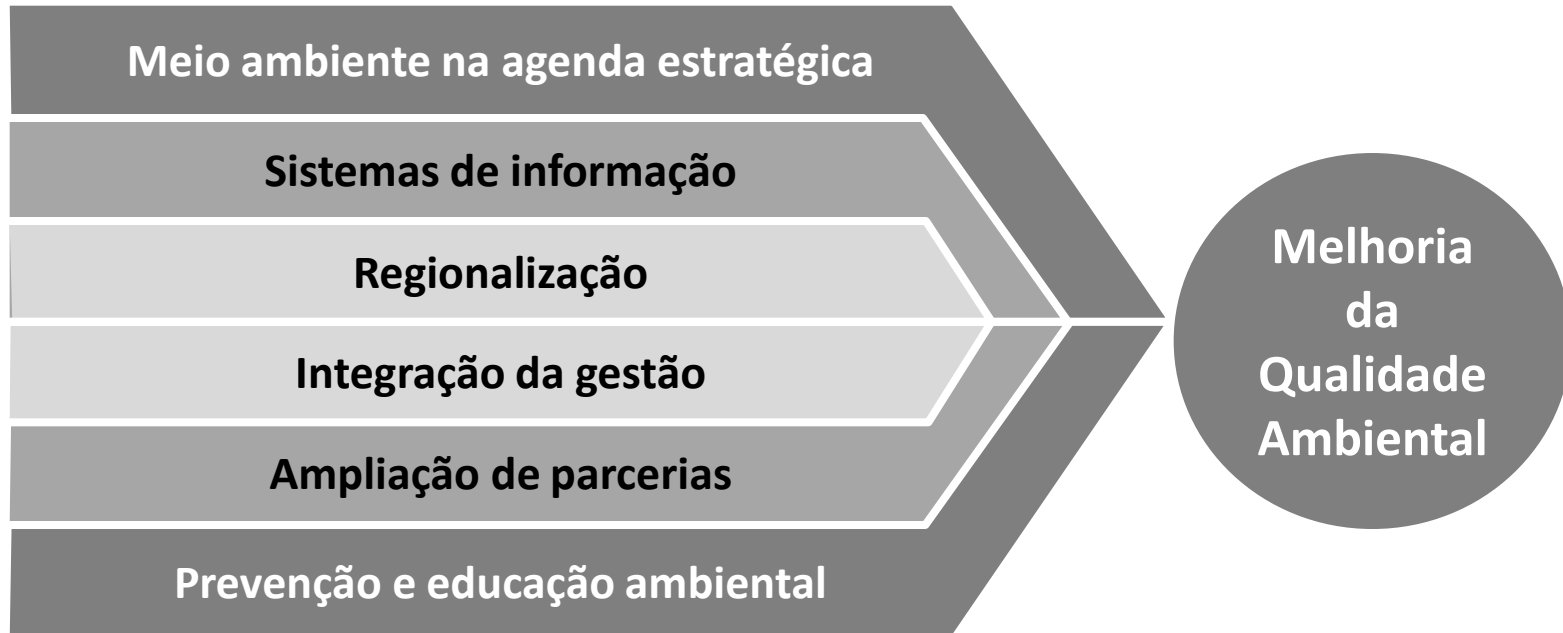 Meio ambiente na agenda estratégica
Sistemas de informação
Regionalização
Integração da gestão
Ampliação de parcerias
Prevenção e educação ambiental
Melhoria
da
Qualidade
Ambiental